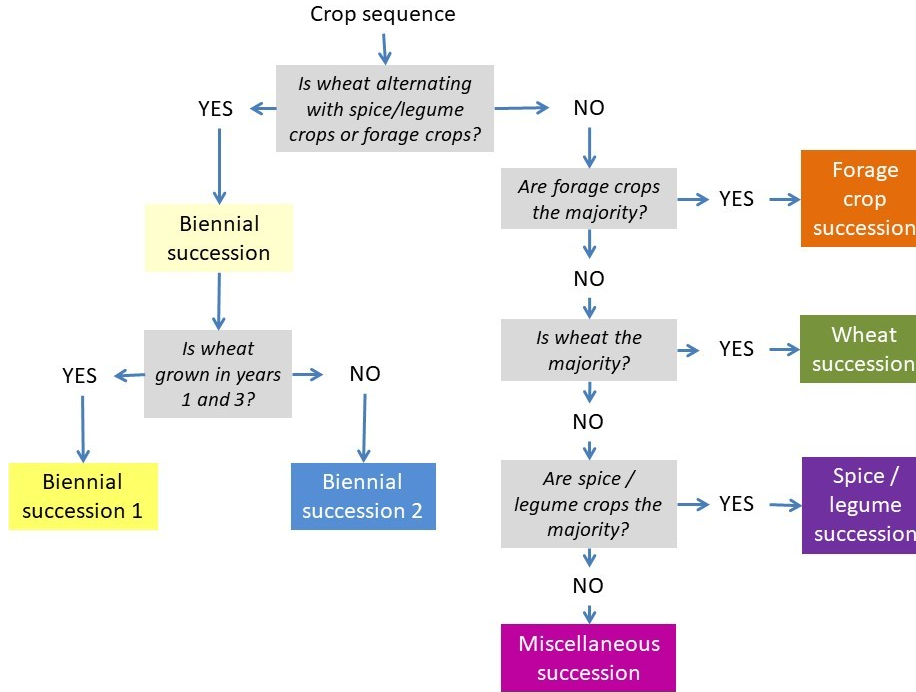 Crop sequence
Is wheat alternating
with spice/legume
crops or forage crops?
YES
NO
Are forage crops
the majority?
YES
Forage
crop
succession
Biennial
succession
NO
Is wheat
grown in years
1 and 3?
YES
NO
Is wheat the
majority?
YES
Wheat
succession
NO
Biennial
succession 1
Biennial
succession 2
Are spice /
legume crops the
majority?
YES
Spice /
legume
succession
NO
Miscellaneous
succession